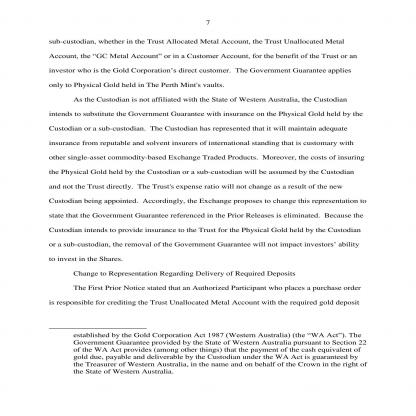 7
sub-custodian, whether in the Trust Allocated Metal Account, the Trust Unallocated Metal
Account, the “GC Metal Account” or in a Customer Account, for the benefit of the Trust or an
investor who is the Gold Corporation’s direct customer. The Government Guarantee applies
only to Physical Gold held in The Perth Mint's vaults.
As the Custodian is not affiliated with the State of Western Australia, the Custodian
intends to substitute the Government Guarantee with insurance on the Physical Gold held by the
Custodian or a sub-custodian. The Custodian has represented that it will maintain adequate
insurance from reputable and solvent insurers of international standing that is customary with
other single-asset commodity-based Exchange Traded Products. Moreover, the costs of insuring
the Physical Gold held by the Custodian or a sub-custodian will be assumed by the Custodian
and not the Trust directly. The Trust's expense ratio will not change as a result of the new
Custodian being appointed. Accordingly, the Exchange proposes to change this representation to
state that the Government Guarantee referenced in the Prior Releases is eliminated. Because the
Custodian intends to provide insurance to the Trust for the Physical Gold held by the Custodian
or a sub-custodian, the removal of the Government Guarantee will not impact investors’ ability
to invest in the Shares.
Change to Representation Regarding Delivery of Required Deposits
The First Prior Notice stated that an Authorized Participant who places a purchase order
is responsible for crediting the Trust Unallocated Metal Account with the required gold deposit
established by the Gold Corporation Act 1987 (Western Australia) (the “WA Act”). The
Government Guarantee provided by the State of Western Australia pursuant to Section 22
of the WA Act provides (among other things) that the payment of the cash equivalent of
gold due, payable and deliverable by the Custodian under the WA Act is guaranteed by
the Treasurer of Western Australia, in the name and on behalf of the Crown in the right of
the State of Western Australia.